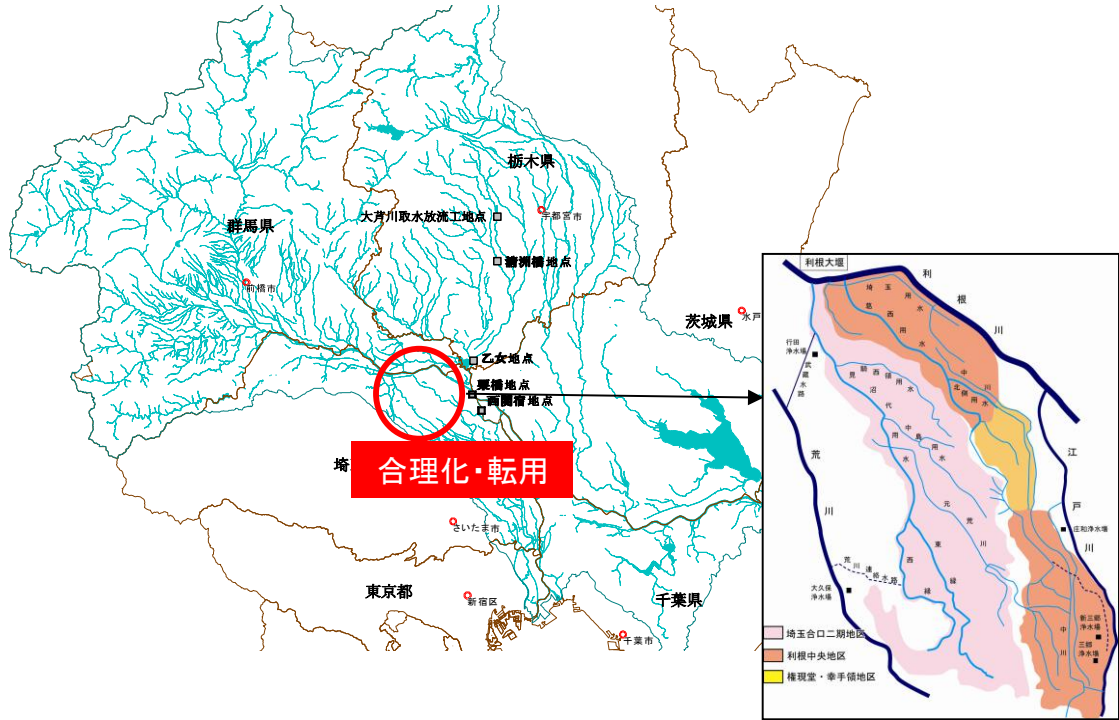 栃木県
大芦川取水放流工地点
宇都宮市
群馬県
前橋市
茨城県
水戸
乙女地点
栗橋地点
西関宿地点
合理化・転用
埼
さいたま市
東京都
新宿区
千葉県
千葉市
利根大堰
利根川
埼玉用水
葛西用水
行田
浄水場
武蔵水路
騎西領用水
見沼代用水
中島用水
中川
北側用水
荒川
江戸川
元荒川
庄和浄水場
荒川連絡水路
大久保
浄水場
西縁
東縁
中川
新三郷
浄水場
三郷
浄水場
埼玉合口二期地区
利根中央地区
権現堂・幸手領地区